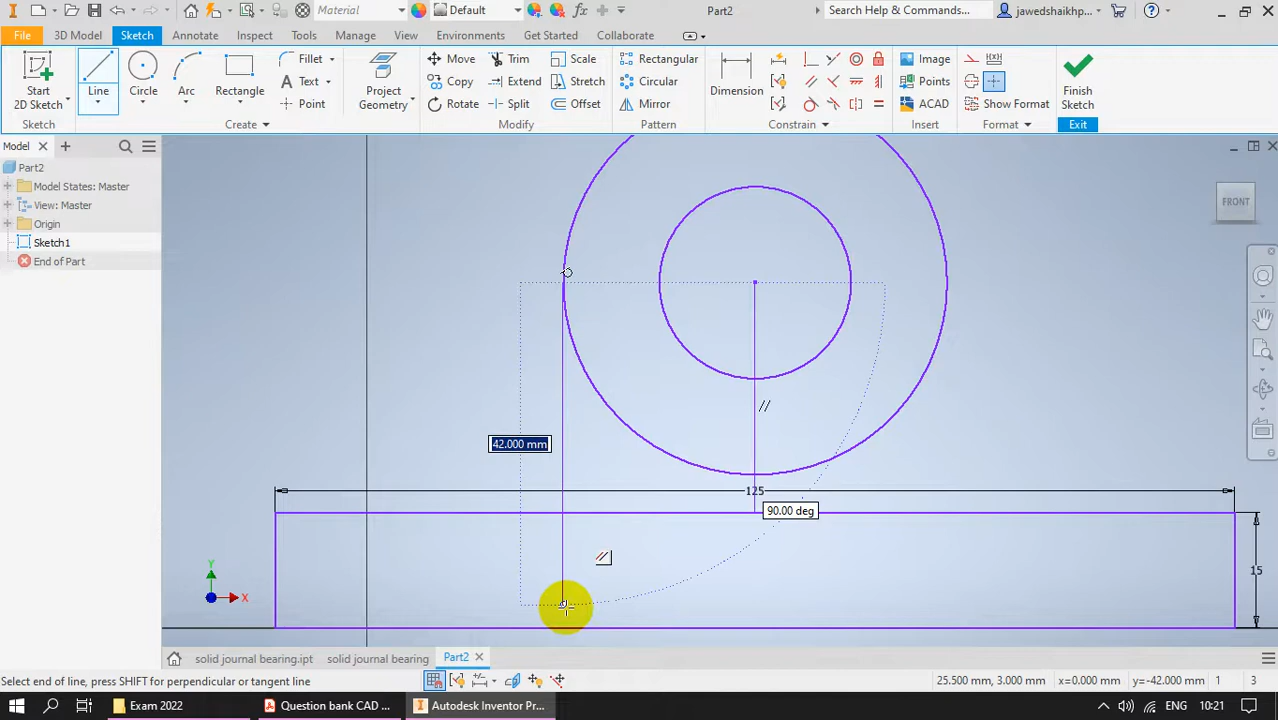 Material Default Part2 Search Help & Commands... jawedshaikhp...
File 3D Model Sketch Annotate Inspect Tools Manage View Environments Get Started Collaborate
Start
2D Sketch
Line
Circle
Arc
Rectangle
Fillet
Text
Point
Project
Geometry
Move
Copy
Rotate
Trim
Extend
Split
Scale
Stretch
Offset
Rectangular
Circular
Mirror
Dimension
Image
Points
ACAD
Show Format
Finish
Sketch
Sketch Create Modify Pattern Constrain Insert Format Exit
Model
Part2
Model States: Master
View: Master
Origin
Sketch1
End of Part
FRONT
42.000 mm
125
90.00 deg
15
Y
X
solid journal bearing.ipt solid journal bearing Part2
Select end of line, press SHIFT for perpendicular or tangent line
25.500 mm, 3.000 mm x=0.000 mm y=-42.000 mm 1 3
Exam 2022 Question bank CAD ... Autodesk Inventor Pr... ENG 10:21